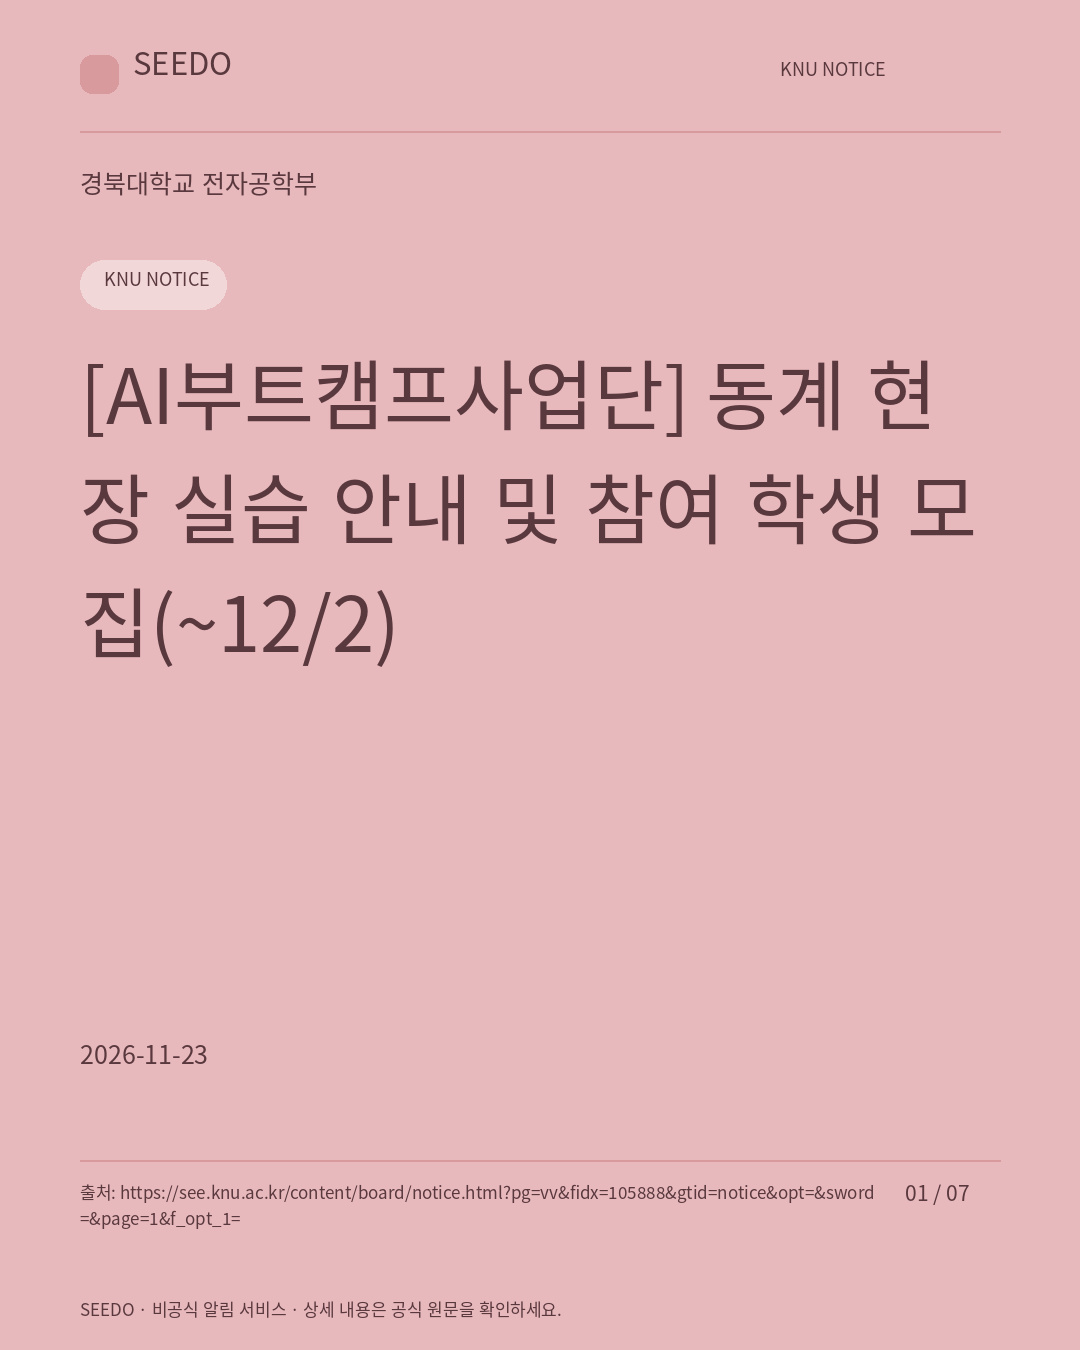 SEEDO
KNU NOTICE
경북대학교 전자공학부
KNU NOTICE
[AI부트캠프사업단] 동계 현
장 실습 안내 및 참여 학생 모
집(~12/2)
2026-11-23
출처: https://see.knu.ac.kr/content/board/notice.html?pg=vv&fidx=105888&gtid=notice&opt=&sword
=&page=1&f_opt_1=
01 / 07
SEEDO · 비공식 알림 서비스 · 상세 내용은 공식 원문을 확인하세요.